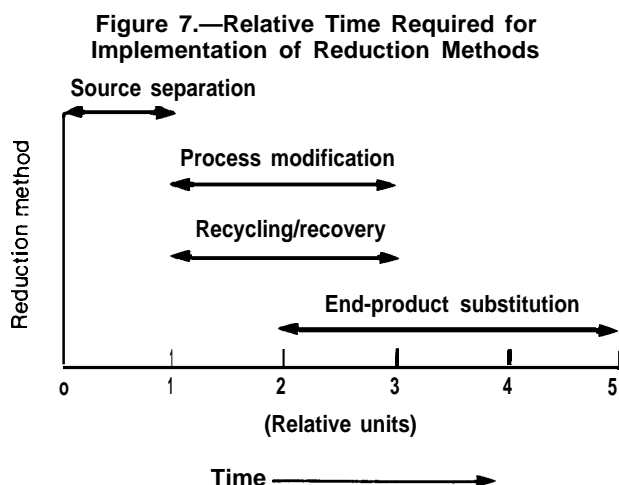 Figure 7.—Relative Time Required for
Implementation of Reduction Methods
Source separation
Process modification
Recycling/recovery
End-product substitution
Reduction method
o 1 2 3 4 5
(Relative units)
Time